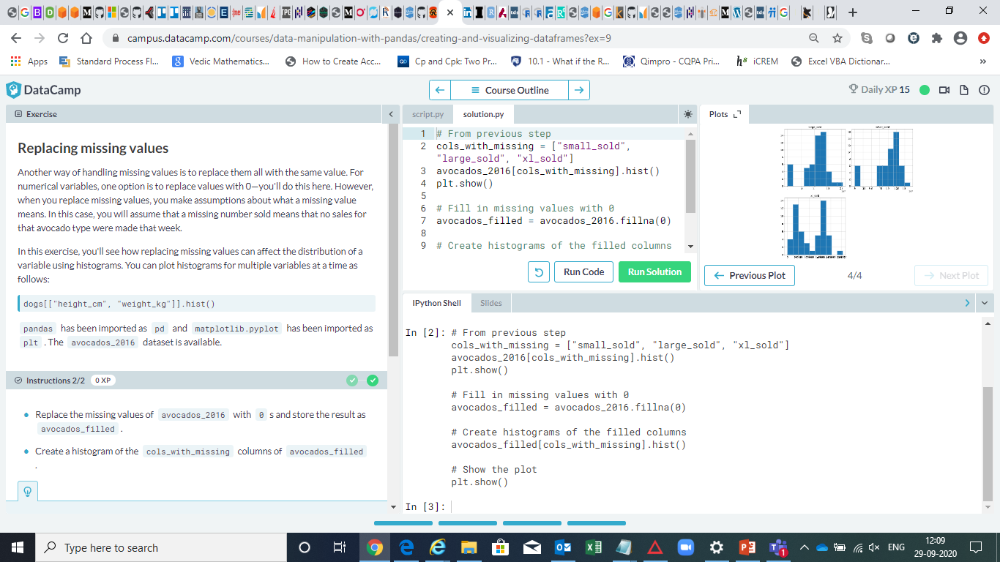 campus.datacamp.com/courses/data-manipulation-with-pandas/creating-and-visualizing-dataframes?ex=9
Apps
Standard Process Fl...
Vedic Mathematics...
How to Create Acc...
Cp and Cpk: Two Pr...
10.1 - What if the R...
Qimpro - CQPA Pri...
iCREM
Excel VBA Dictionar...
»
DataCamp
Course Outline
Daily XP 15
Exercise
Replacing missing values
Another way of handling missing values is to replace them all with the same value. For
numerical variables, one option is to replace values with 0—you'll do this here. However,
when you replace missing values, you make assumptions about what a missing value
means. In this case, you will assume that a missing number sold means that no sales for
that avocado type were made that week.
In this exercise, you'll see how replacing missing values can affect the distribution of a
variable using histograms. You can plot histograms for multiple variables at a time as
follows:
dogs[["height_cm", "weight_kg"]].hist()
pandas has been imported as pd and matplotlib.pyplot has been imported as
plt . The avocados_2016 dataset is available.
Instructions 2/2 0 XP
Replace the missing values of avocados_2016 with 0 s and store the result as
avocados_filled .
Create a histogram of the cols_with_missing columns of avocados_filled
.
script.py
solution.py
1 # From previous step
2 cols_with_missing = ["small_sold",
"large_sold", "xl_sold"]
3 avocados_2016[cols_with_missing].hist()
4 plt.show()
5
6 # Fill in missing values with 0
7 avocados_filled = avocados_2016.fillna(0)
8
9 # Create histograms of the filled columns
Run Code
Run Solution
Plots
large_sold
small_sold
xl_sold
Previous Plot
4/4
Next Plot
IPython Shell
Slides
In [2]: # From previous step
cols_with_missing = ["small_sold", "large_sold", "xl_sold"]
avocados_2016[cols_with_missing].hist()
plt.show()
# Fill in missing values with 0
avocados_filled = avocados_2016.fillna(0)
# Create histograms of the filled columns
avocados_filled[cols_with_missing].hist()
# Show the plot
plt.show()
In [3]:
Type here to search
ENG
12:09
29-09-2020